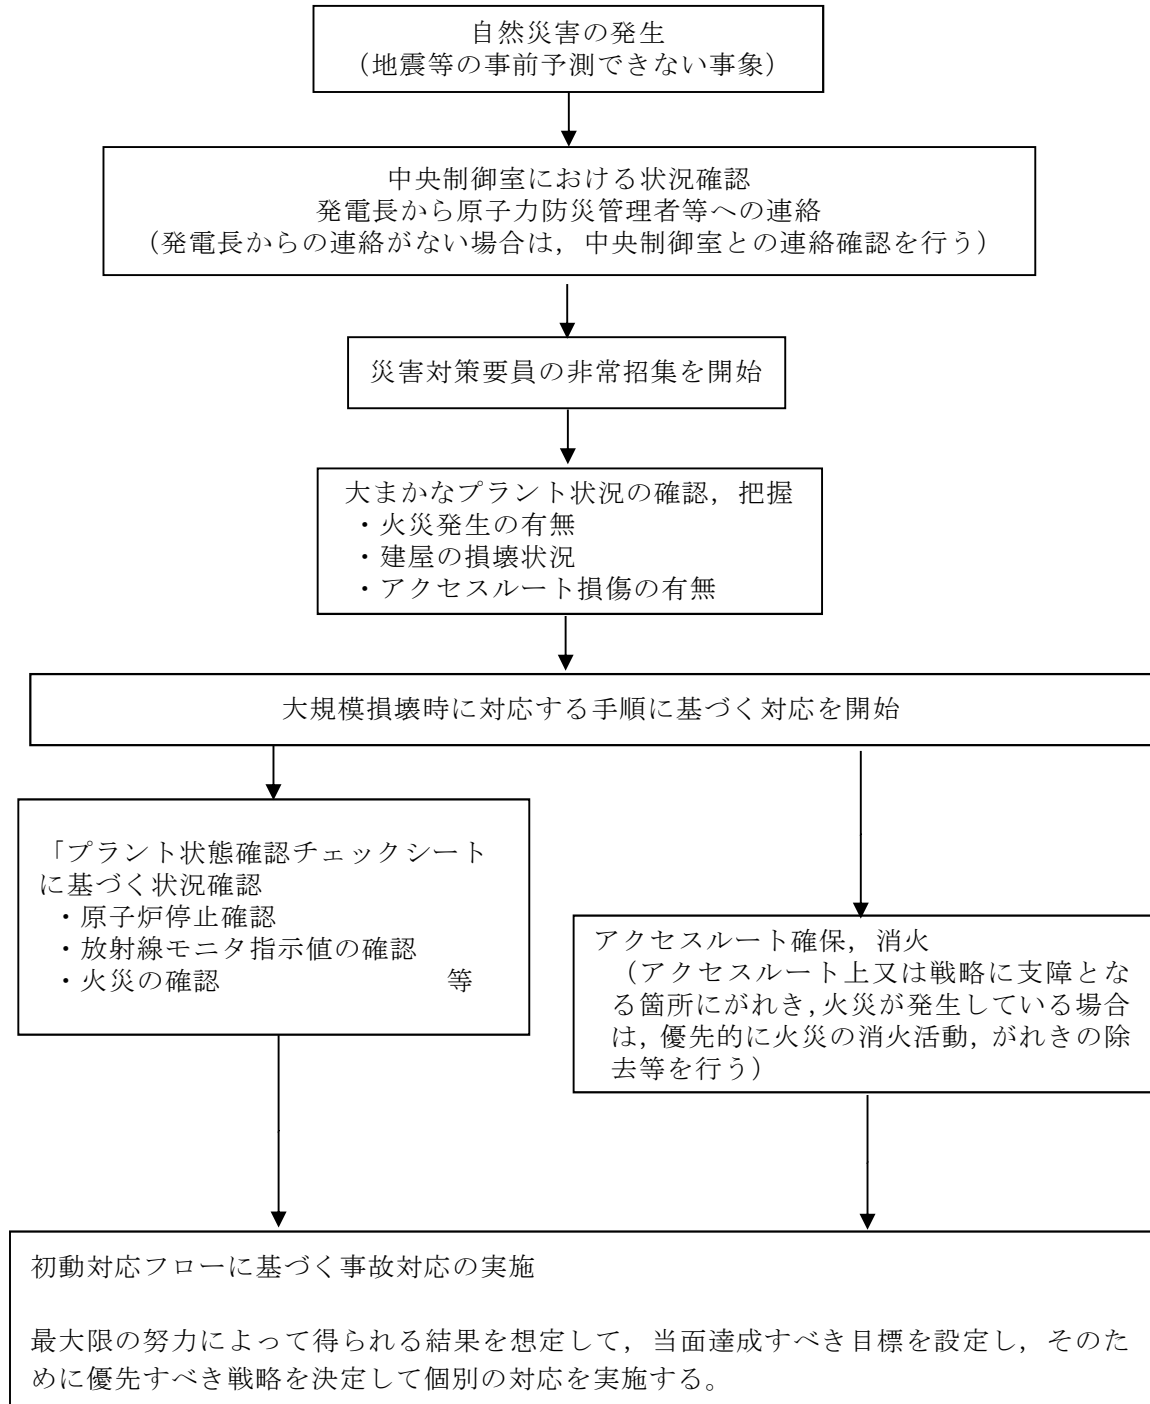 自然災害の発生
（地震等の事前予測できない事象）
中央制御室における状況確認
発電長から原子力防災管理者等への連絡
（発電長からの連絡がない場合は，中央制御室との連絡確認を行う）
災害対策要員の非常招集を開始
大まかなプラント状況の確認，把握
・火災発生の有無
・建屋の損壊状況
・アクセスルート損傷の有無
大規模損壊時に対応する手順に基づく対応を開始
「プラント状態確認チェックシート
に基づく状況確認
・原子炉停止確認
・放射線モニタ指示値の確認
・火災の確認　　　　　　　等
アクセスルート確保，消火
（アクセスルート上又は戦略に支障とな
る箇所にがれき，火災が発生している場合
は，優先的に火災の消火活動，がれきの除
去等を行う）
初動対応フローに基づく事故対応の実施
最大限の努力によって得られる結果を想定して，当面達成すべき目標を設定し，そのた
めに優先すべき戦略を決定して個別の対応を実施する。